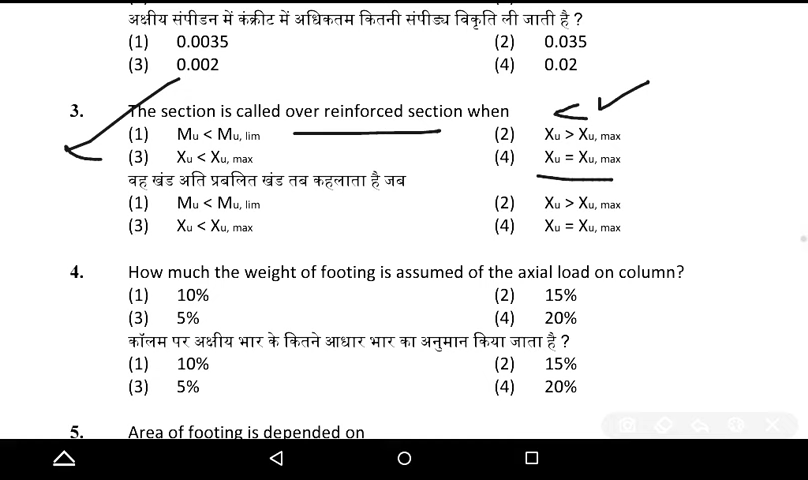 अक्षीय संपीडन में कंक्रीट में अधिकतम कितनी संपीड्य विकृति ली जाती है ?
(1) 0.0035 (2) 0.035
(3) 0.002 (4) 0.02
3. The section is called over reinforced section when
(1) Mu < Mu, lim (2) Xu > Xu, max
(3) Xu < Xu, max (4) Xu = Xu, max
वह खंड अति प्रबलित खंड तब कहलाता है जब
(1) Mu < Mu, lim (2) Xu > Xu, max
(3) Xu < Xu, max (4) Xu = Xu, max
4. How much the weight of footing is assumed of the axial load on column?
(1) 10% (2) 15%
(3) 5% (4) 20%
कॉलम पर अक्षीय भार के कितने आधार भार का अनुमान किया जाता है ?
(1) 10% (2) 15%
(3) 5% (4) 20%
5. Area of footing is depended on